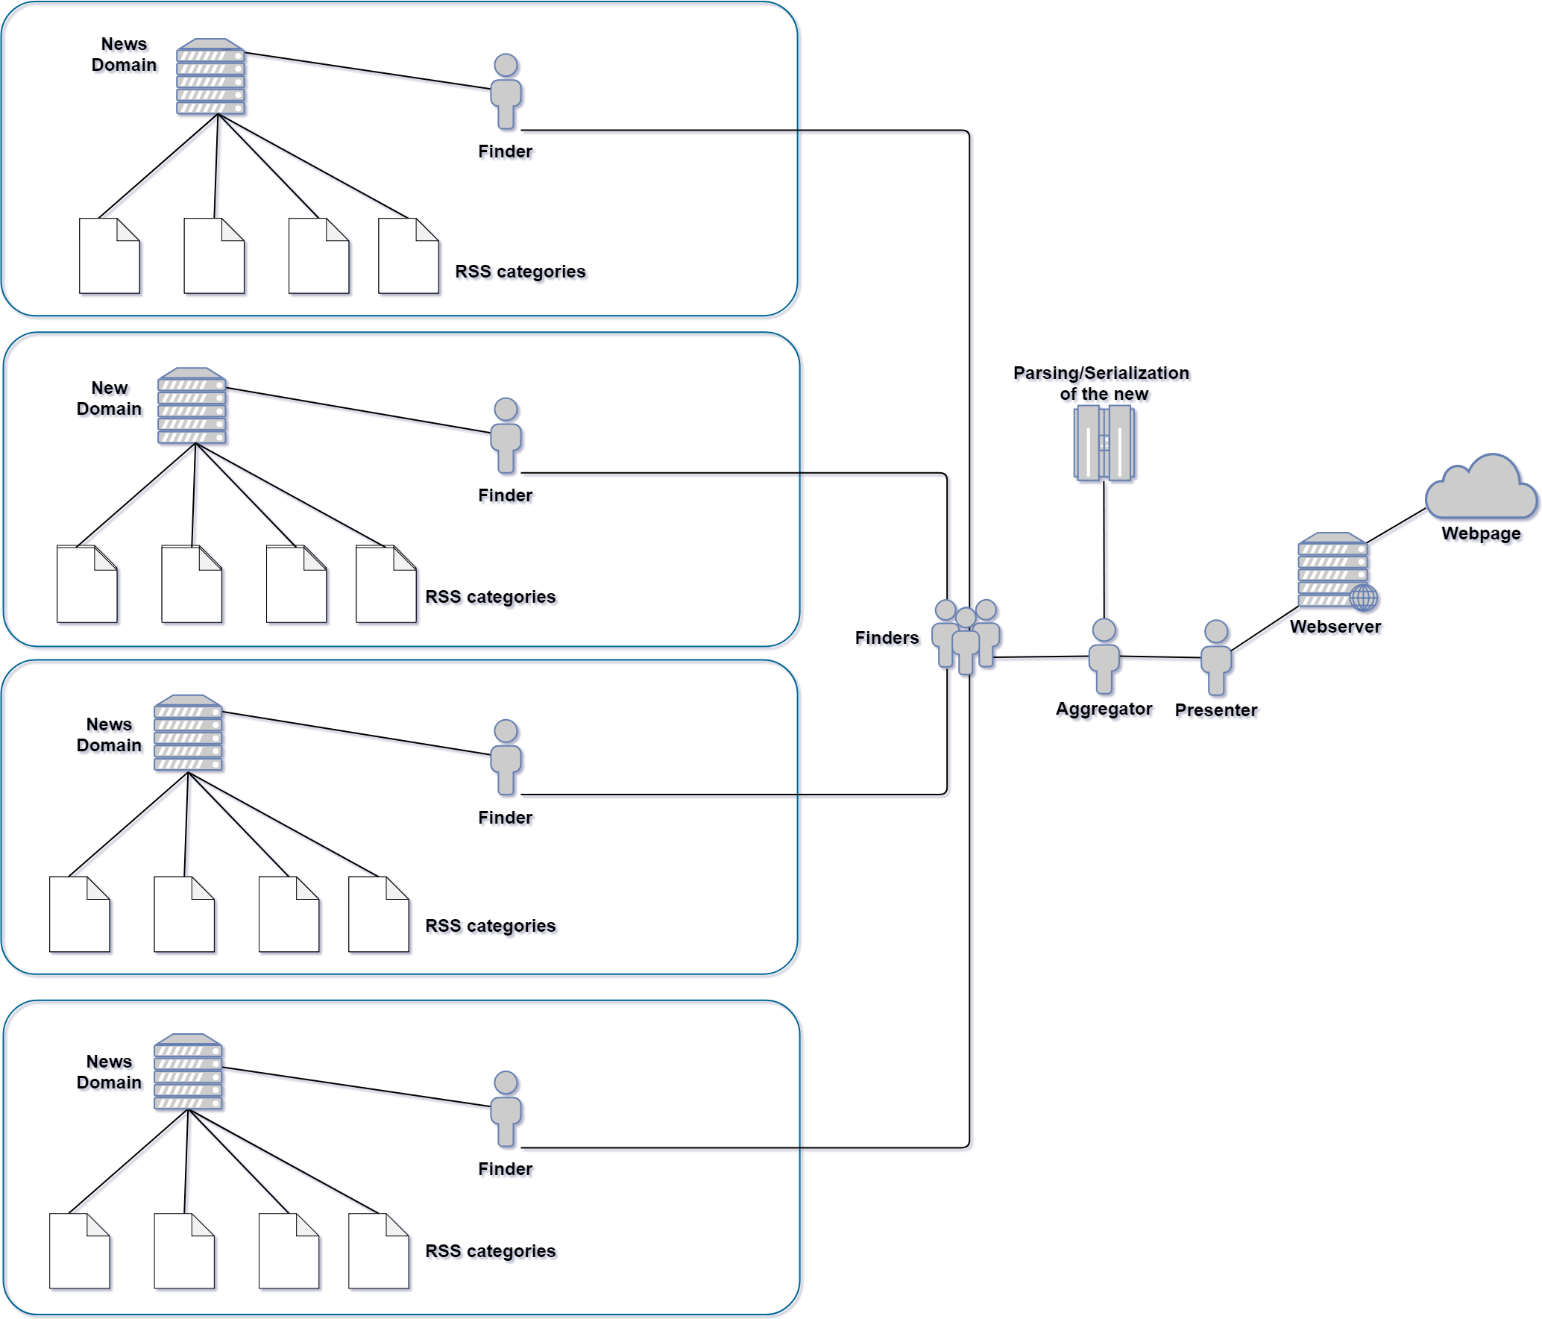 News
Domain
Finder
RSS categories
New
Domain
Finder
RSS categories
News
Domain
Finder
RSS categories
News
Domain
Finder
RSS categories
Finders
Parsing/Serialization
of the new
Aggregator
Presenter
Webserver
Webpage